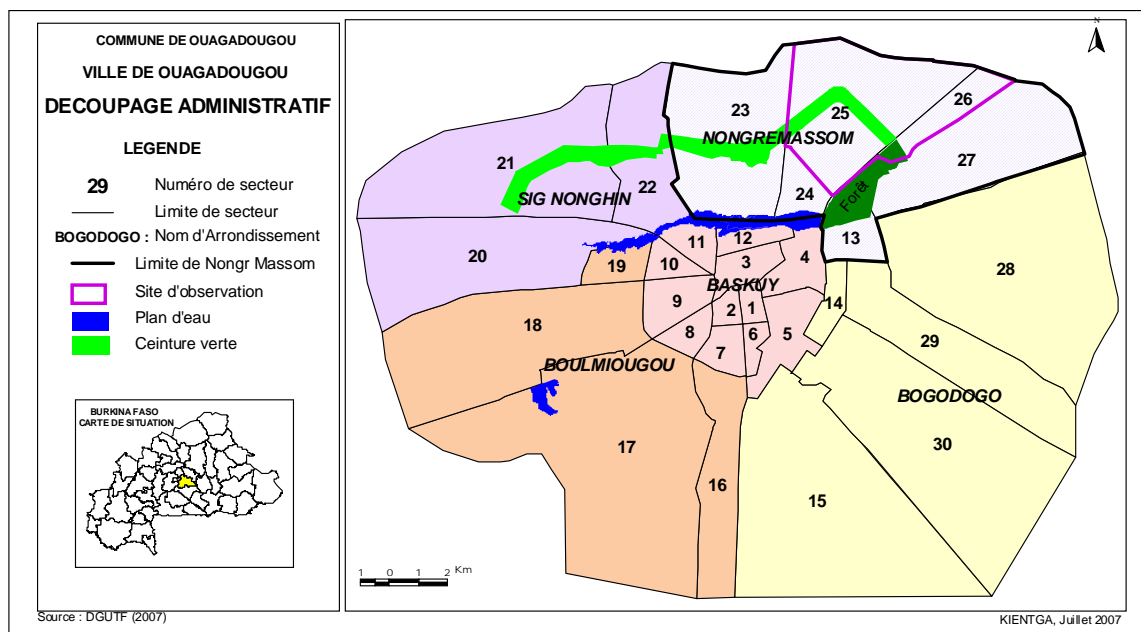 COMMUNE DE OUAGADOUGOU
VILLE DE OUAGADOUGOU
DECOUPAGE ADMINISTRATIF
LEGENDE
29 Numéro de secteur
Limite de secteur
BOGODOGO : Nom d'Arrondissement
Limite de Nongr Massom
Site d'observation
Plan d'eau
Ceinture verte
BURKINA FASO
CARTE DE SITUATION
Source : DGUTF (2007)
N
23
25
26
NONGREMASSOM
27
21
22
24
SIG NONGHIN
Forêt
13
20
11
12
19
10
3
4
28
BASKUY
9
2
1
14
18
8
6
5
29
7
BOULMIOUGOU
BOGODOGO
17
30
16
15
1 0 1 2 Km
KIENTGA, Juillet 2007